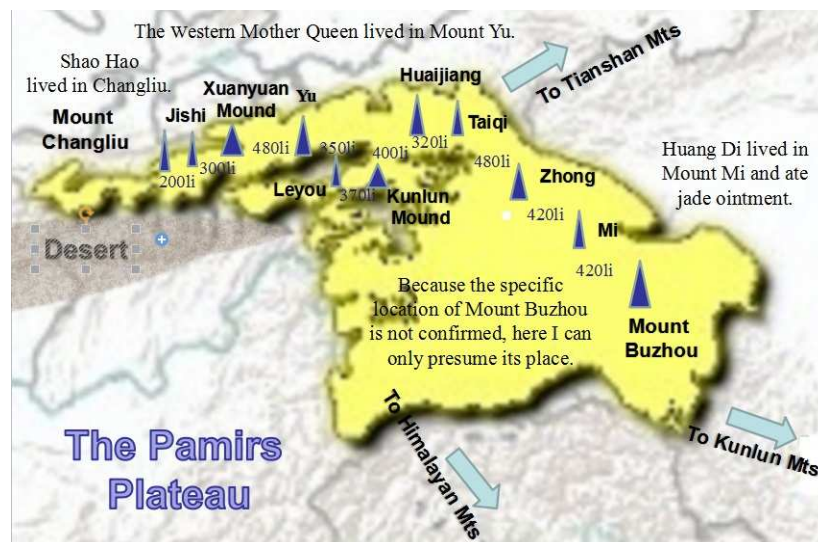 The Western Mother Queen lived in Mount Yu.
Shao Hao
lived in Changliu.
Mount
Changliu
Jishi
Xuanyuan
Mound
Yu
Huaijiang
Taiqi
To Tianshan Mts
200li
300li
480li
350li
370li
400li
320li
480li
Leyou
Kunlun
Mound
Zhong
420li
Mi
420li
Huang Di lived in
Mount Mi and ate
jade ointment.
Desert
Because the specific
location of Mount Buzhou
is not confirmed, here I can
only presume its place.
Mount
Buzhou
The Pamirs
Plateau
To Himalayan Mts
To Kunlun Mts